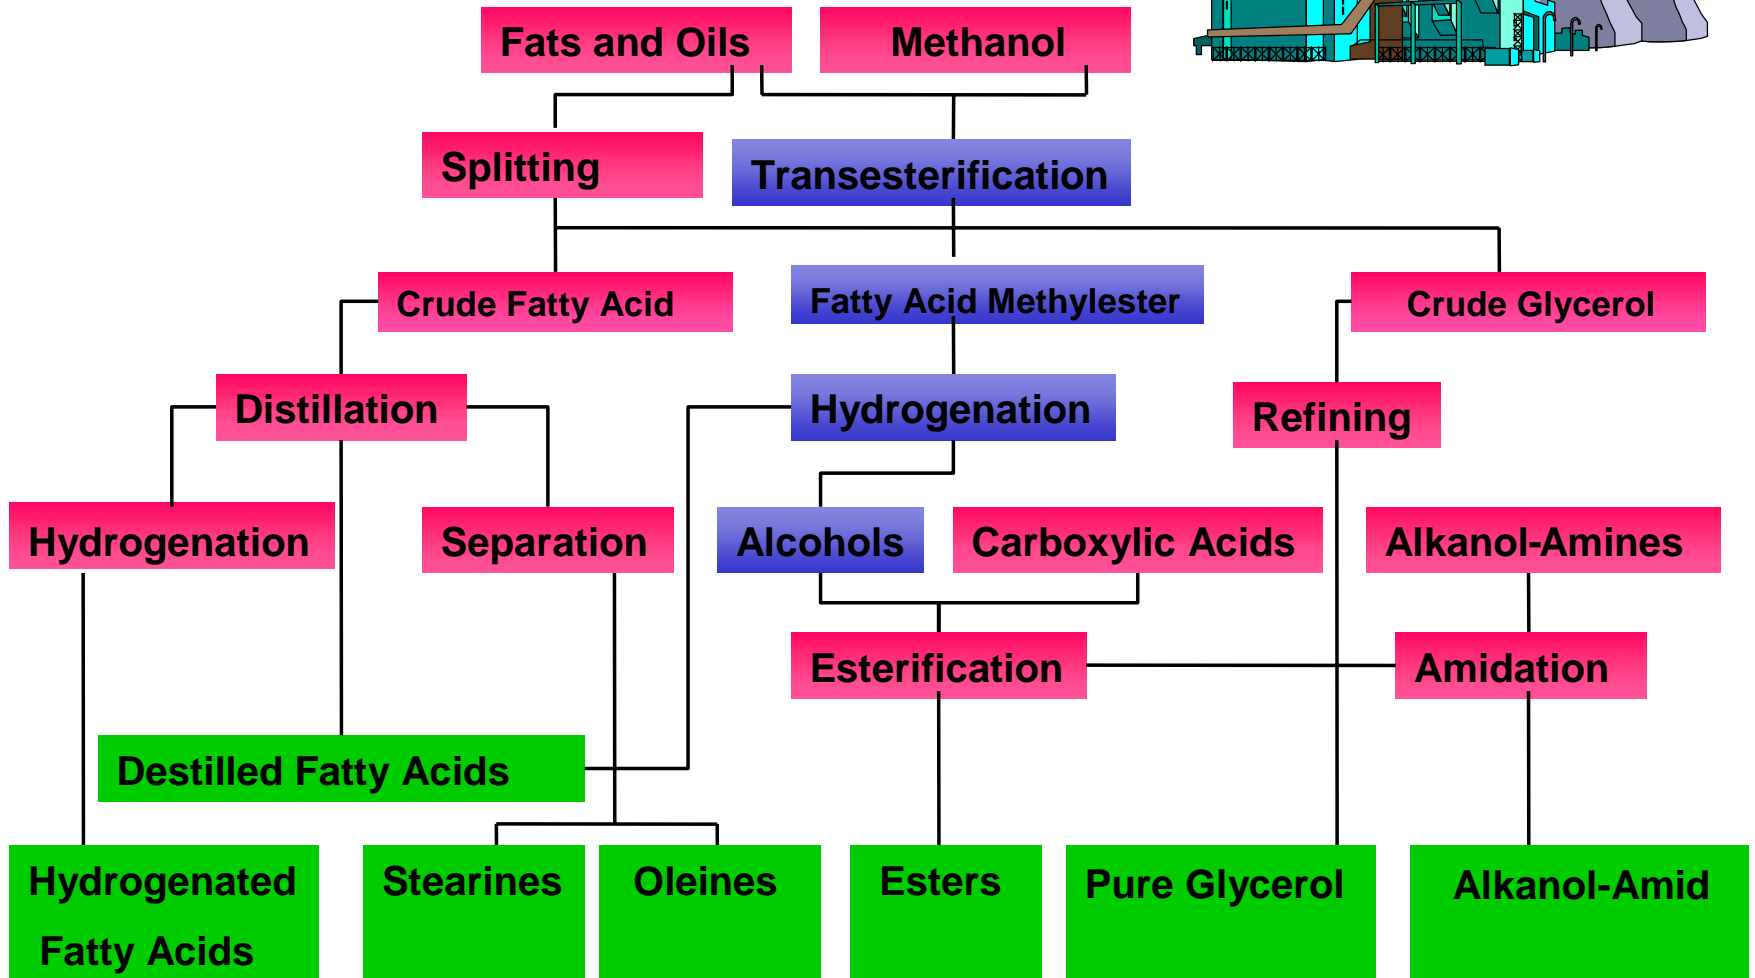 Fats and Oils
Methanol
Splitting
Transesterification
Crude Fatty Acid
Fatty Acid Methylester
Crude Glycerol
Distillation
Hydrogenation
Refining
Hydrogenation
Separation
Alcohols
Carboxylic Acids
Alkanol-Amines
Esterification
Amidation
Destilled Fatty Acids
Hydrogenated
Fatty Acids
Stearines
Oleines
Esters
Pure Glycerol
Alkanol-Amid